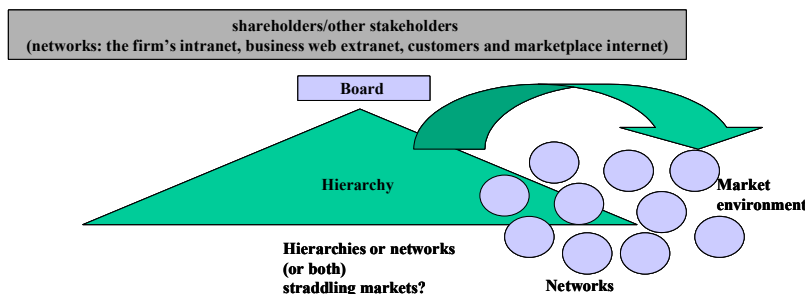 shareholders/other stakeholders
(networks: the firm's intranet, business web extranet, customers and marketplace internet)
Board
Hierarchy
Market
environment
Hierarchies or networks
(or both)
straddling markets?
Networks